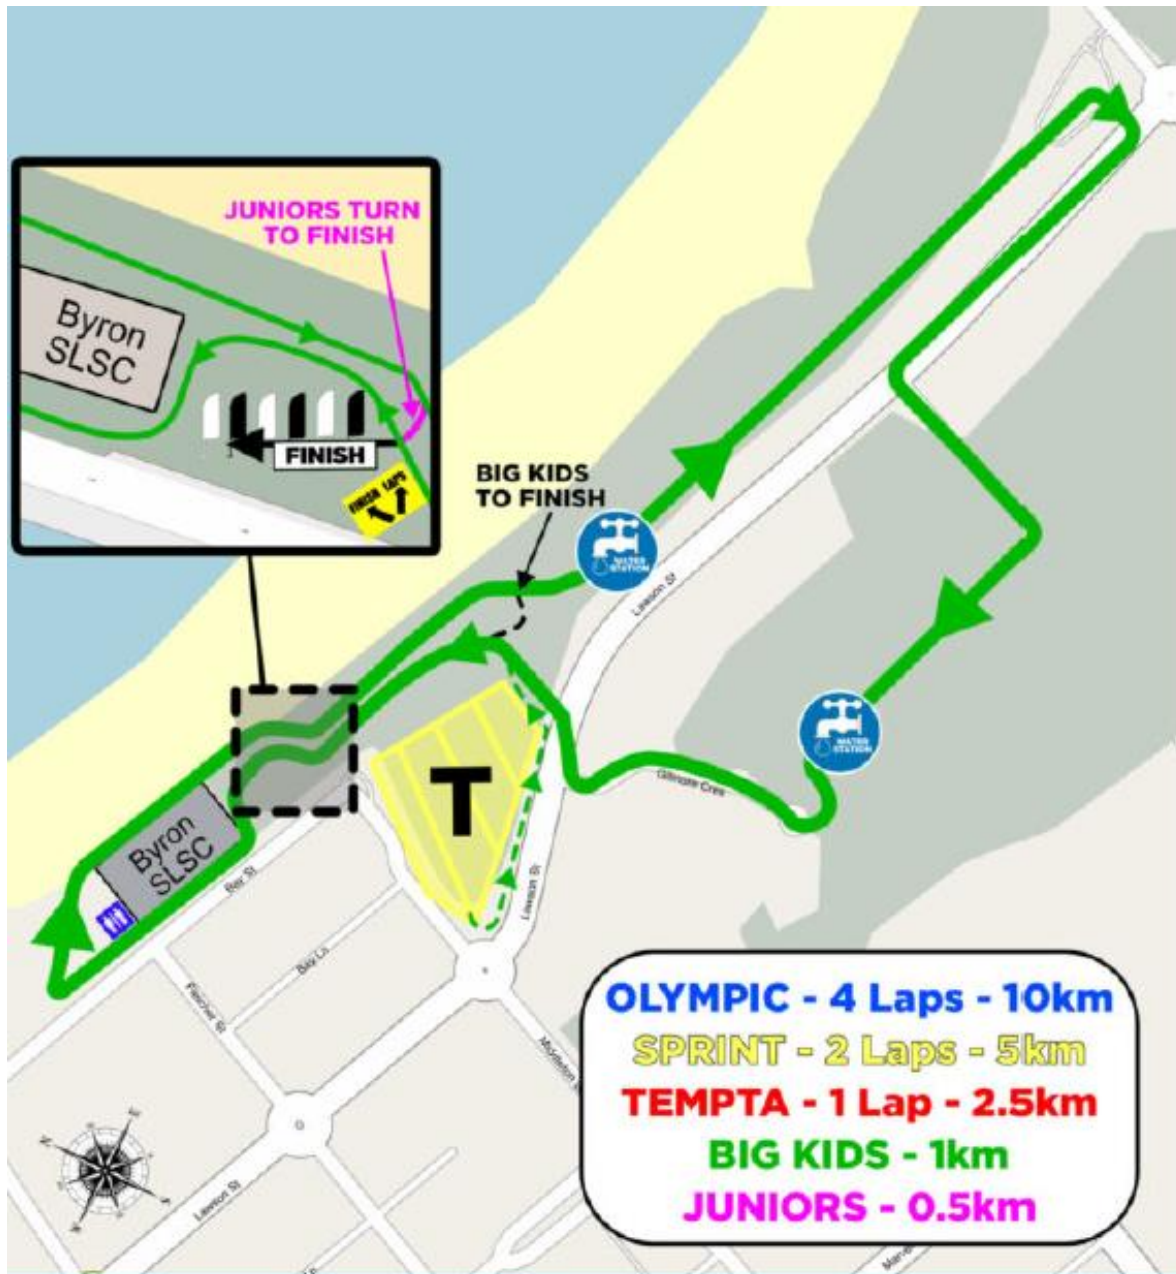 JUNIORS TURN
TO FINISH
Byron
SLSC
FINISH
FINISH LAPS
BIG KIDS
TO FINISH
WATER
STATION
Lawson St
WATER
STATION
Gilmore Cres
T
Byron
SLSC
Bay St
Lawson St
Bay Ln
Fletcher St
Middleton
Lawson St
OLYMPIC - 4 Laps - 10km
SPRINT - 2 Laps - 5km
TEMPTA - 1 Lap - 2.5km
BIG KIDS - 1km
JUNIORS - 0.5km